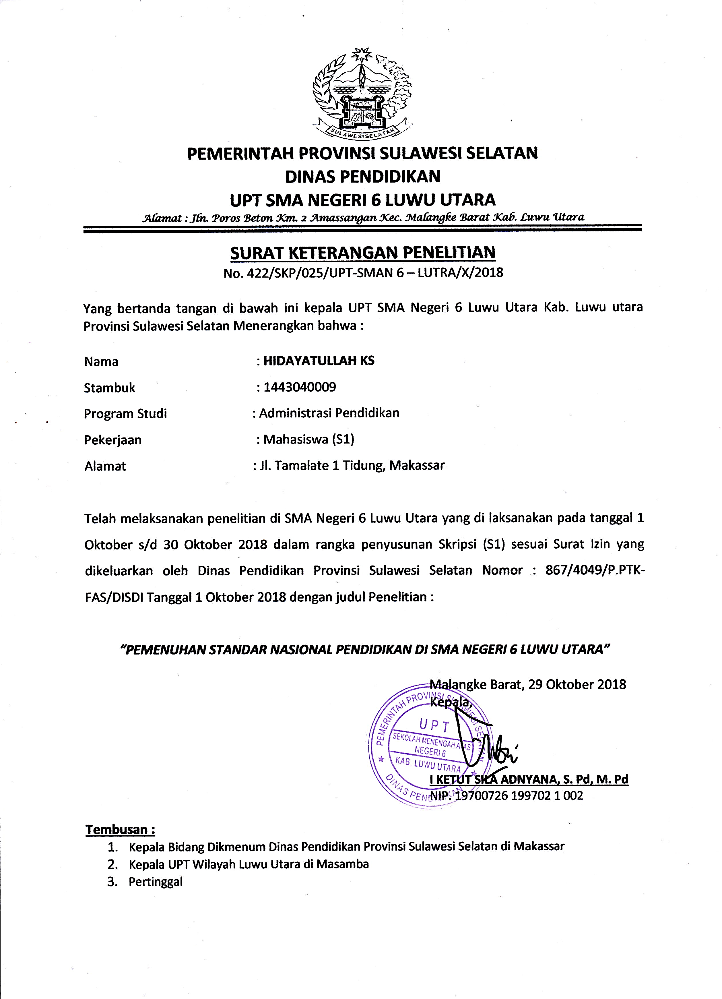 SULAWESI SELATAN
PEMERINTAH PROVINSI SULAWESI SELATAN
DINAS PENDIDIKAN
UPT SMA NEGERI 6 LUWU UTARA
Alamat : Jln. Poros Beton Km. 2 Amassangan Kec. Malangke Barat Kab. Luwu Utara
SURAT KETERANGAN PENELITIAN
No. 422/SKP/025/UPT-SMAN 6 – LUTRA/X/2018
Yang bertanda tangan di bawah ini kepala UPT SMA Negeri 6 Luwu Utara Kab. Luwu utara
Provinsi Sulawesi Selatan Menerangkan bahwa :
Nama : HIDAYATULLAH KS
Stambuk : 1443040009
Program Studi : Administrasi Pendidikan
Pekerjaan : Mahasiswa (S1)
Alamat : Jl. Tamalate 1 Tidung, Makassar
Telah melaksanakan penelitian di SMA Negeri 6 Luwu Utara yang di laksanakan pada tanggal 1
Oktober s/d 30 Oktober 2018 dalam rangka penyusunan Skripsi (S1) sesuai Surat Izin yang
dikeluarkan oleh Dinas Pendidikan Provinsi Sulawesi Selatan Nomor : 867/4049/P.PTK-
FAS/DISDI Tanggal 1 Oktober 2018 dengan judul Penelitian :
“PEMENUHAN STANDAR NASIONAL PENDIDIKAN DI SMA NEGERI 6 LUWU UTARA”
Malangke Barat, 29 Oktober 2018
Kepala,
PEMERINTAH PROVINSI SULAWESI SELATAN
UPT
SEKOLAH MENENGAH ATAS
NEGERI 6
KAB. LUWU UTARA
DINAS PENDIDIKAN
I KETUT SILA ADNYANA, S. Pd, M. Pd
NIP. 19700726 199702 1 002
Tembusan :
1. Kepala Bidang Dikmenum Dinas Pendidikan Provinsi Sulawesi Selatan di Makassar
2. Kepala UPT Wilayah Luwu Utara di Masamba
3. Pertinggal